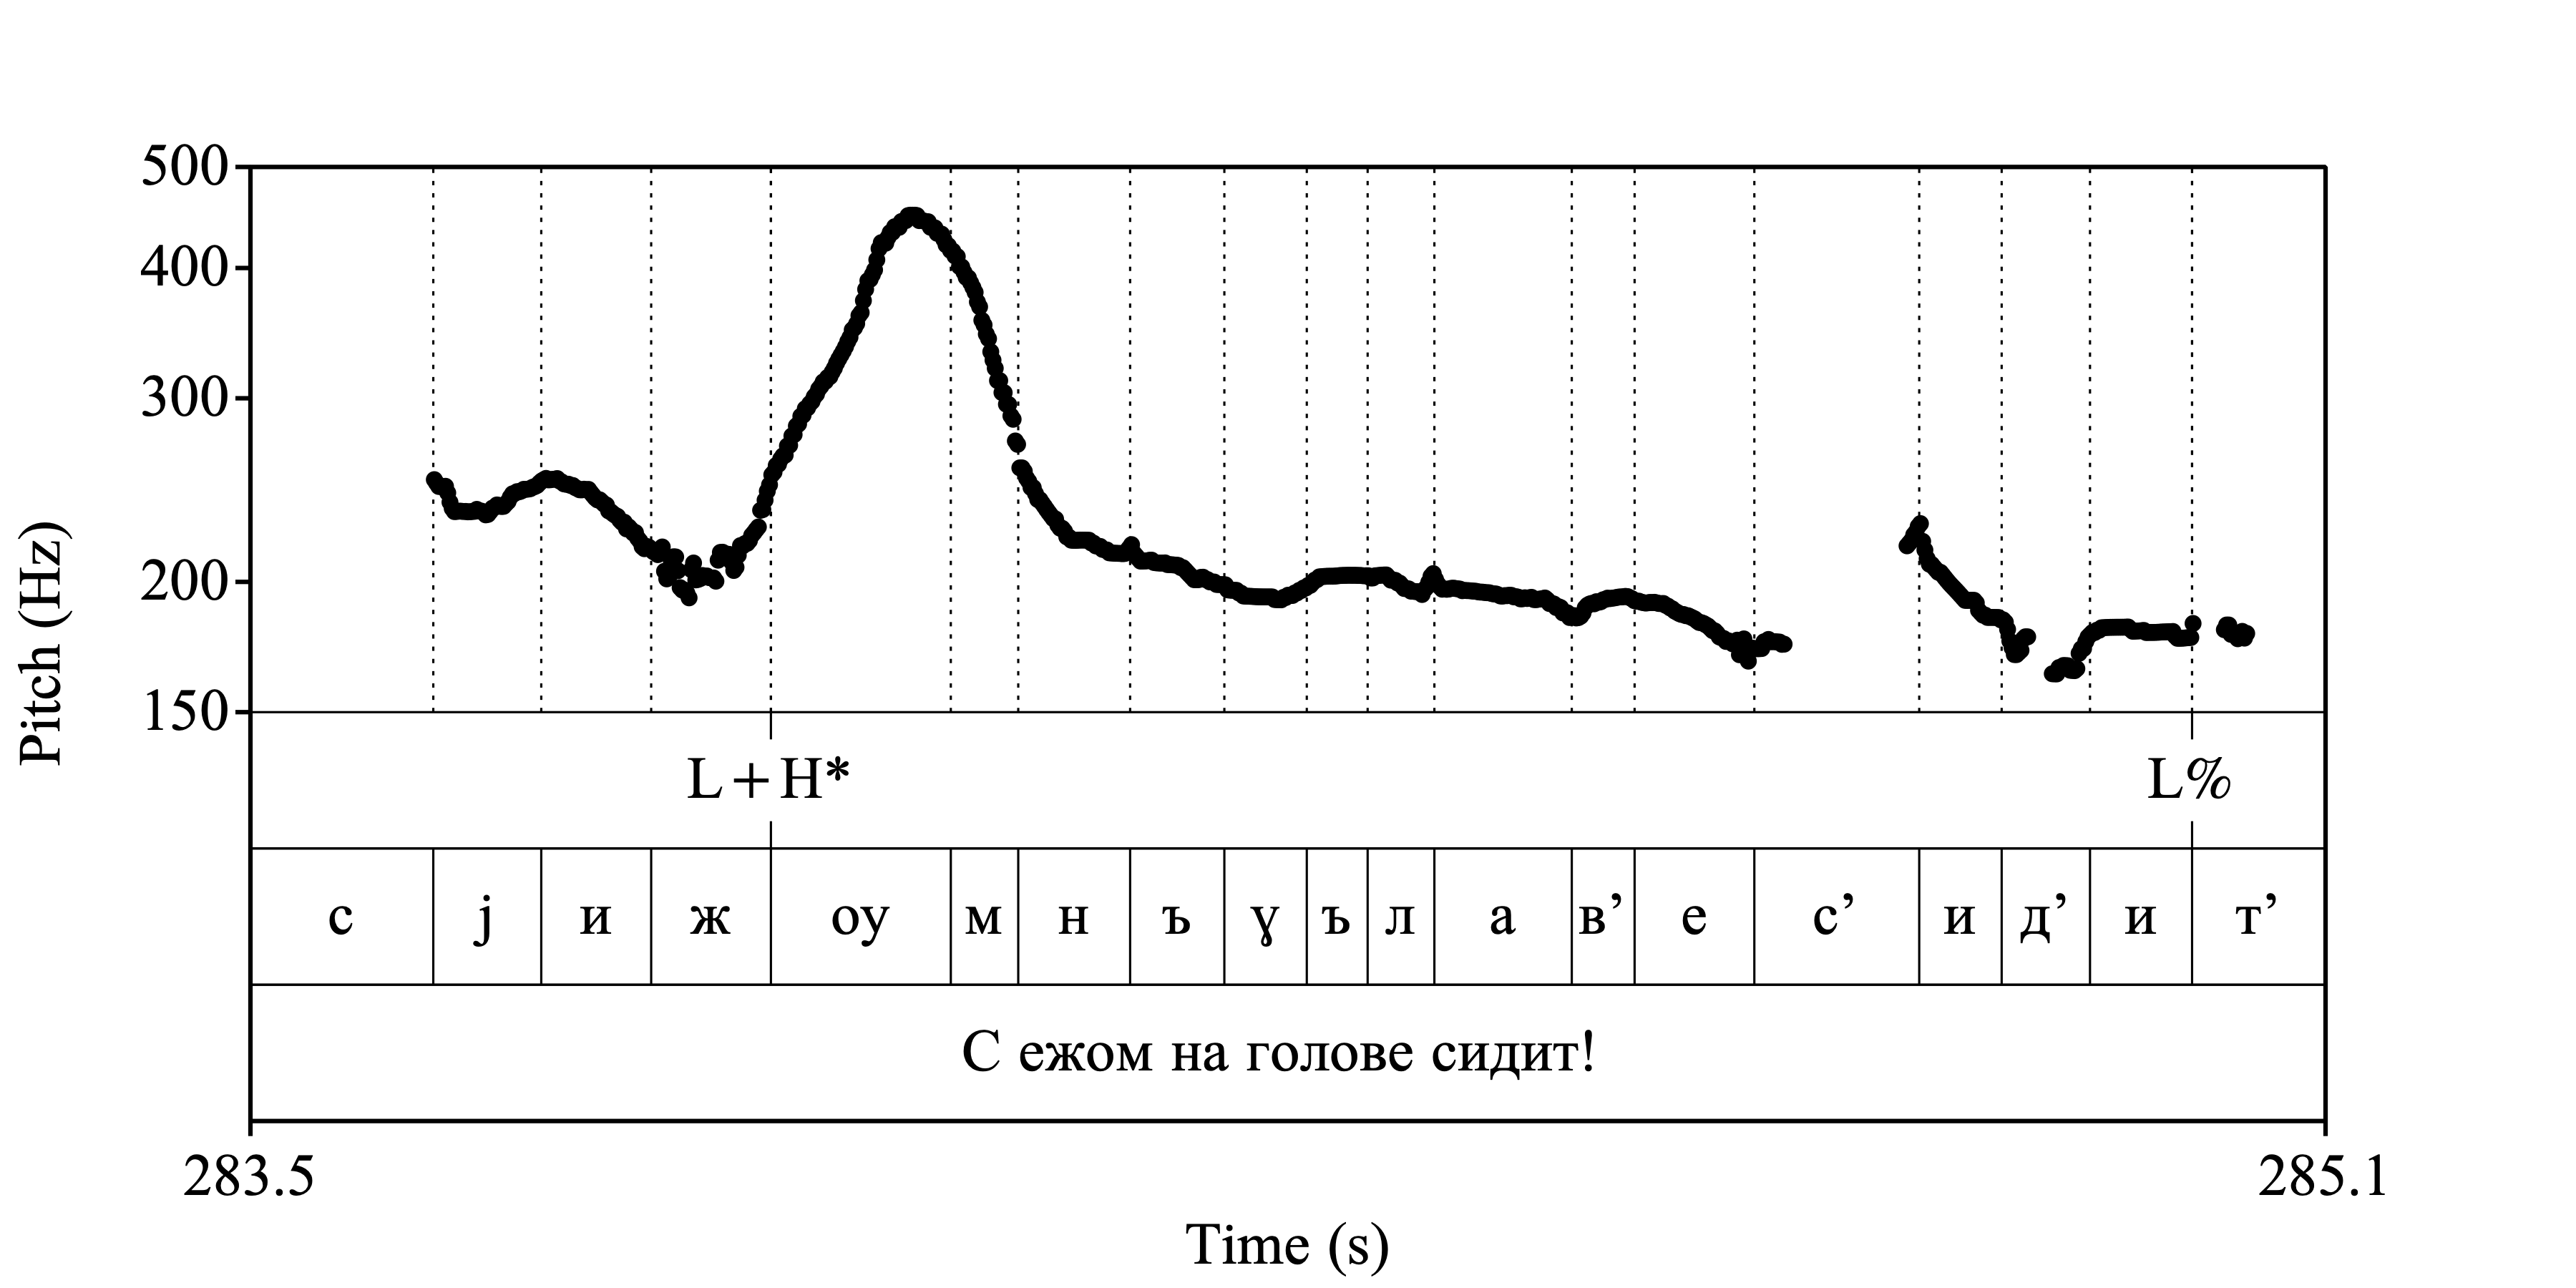 500
400
300
200
150
Pitch (Hz)
L+H* L%
с j и ж оу м н ъ ɣ ъ л а в’ е с’ и д’ и т’
С ежом на голове сидит!
283.5 285.1
Time (s)